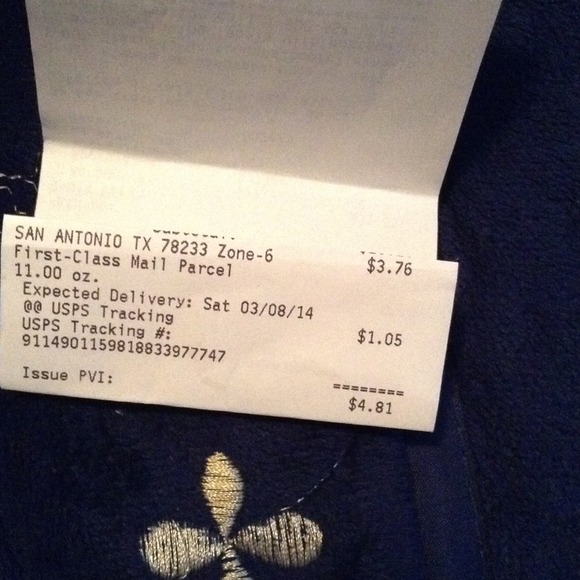 SAN ANTONIO TX 78233 Zone-6 $3.76
First-Class Mail Parcel
11.00 oz.
Expected Delivery: Sat 03/08/14
@@ USPS Tracking $1.05
USPS Tracking #:
9114901159818833977747
========
Issue PVI: $4.81